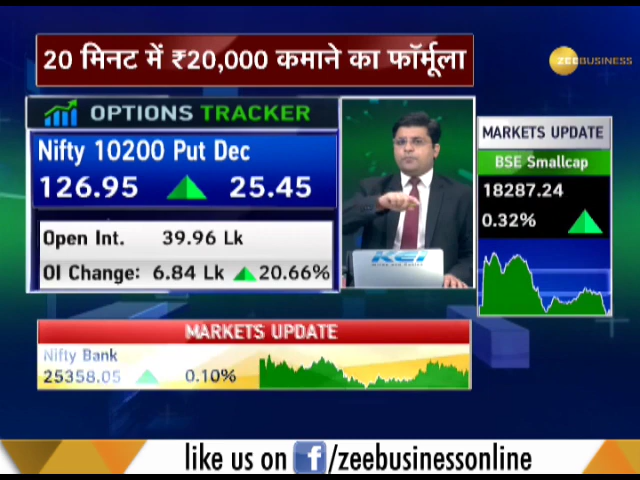 20 मिनट में ₹20,000 कमाने का फॉर्मूला
ZEEBUSINESS
OPTIONS TRACKER
Nifty 10200 Put Dec
126.95 25.45
Open Int. 39.96 Lk
OI Change: 6.84 Lk 20.66%
KEI
MARKETS UPDATE
BSE Smallcap
18287.24
0.32%
MARKETS UPDATE
Nifty Bank
25358.05 0.10%
like us on f/zeebusinessonline